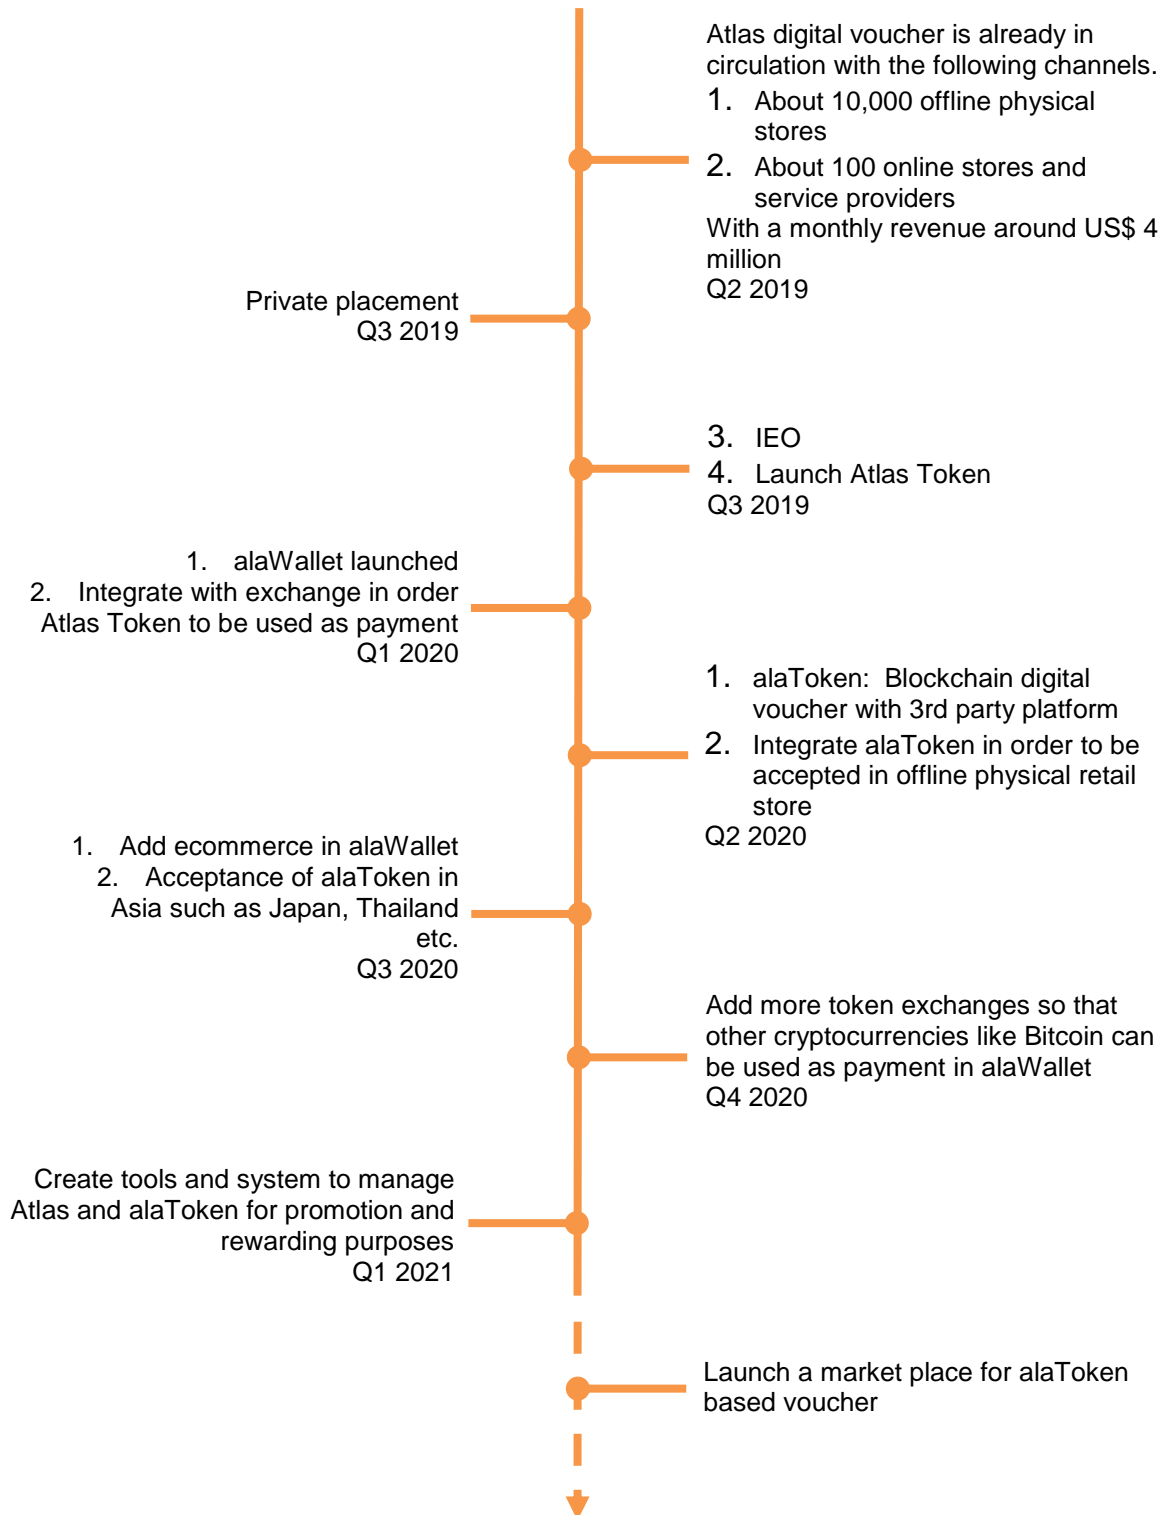 Atlas digital voucher is already in
circulation with the following channels.
1. About 10,000 offline physical
stores
2. About 100 online stores and
service providers
With a monthly revenue around US$ 4
million
Q2 2019
Private placement
Q3 2019
3. IEO
4. Launch Atlas Token
Q3 2019
1. alaWallet launched
2. Integrate with exchange in order
Atlas Token to be used as payment
Q1 2020
1. alaToken: Blockchain digital
voucher with 3rd party platform
2. Integrate alaToken in order to be
accepted in offline physical retail
store
Q2 2020
1. Add ecommerce in alaWallet
2. Acceptance of alaToken in
Asia such as Japan, Thailand
etc.
Q3 2020
Add more token exchanges so that
other cryptocurrencies like Bitcoin can
be used as payment in alaWallet
Q4 2020
Create tools and system to manage
Atlas and alaToken for promotion and
rewarding purposes
Q1 2021
Launch a market place for alaToken
based voucher